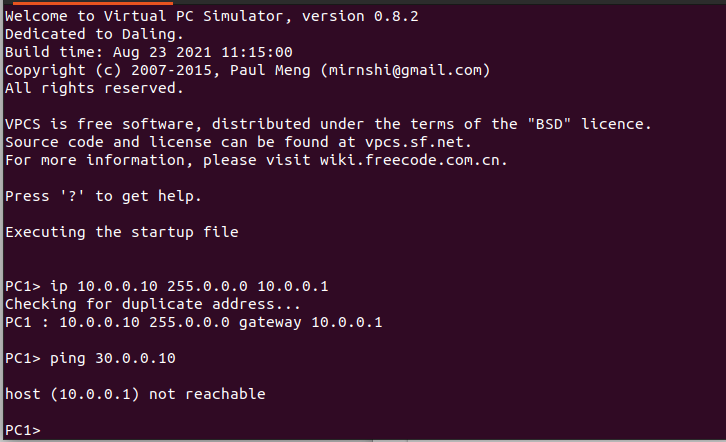 Welcome to Virtual PC Simulator, version 0.8.2
Dedicated to Daling.
Build time: Aug 23 2021 11:15:00
Copyright (c) 2007-2015, Paul Meng (mirnshi@gmail.com)
All rights reserved.
VPCS is free software, distributed under the terms of the "BSD" licence.
Source code and license can be found at vpcs.sf.net.
For more information, please visit wiki.freecode.com.cn.
Press '?' to get help.
Executing the startup file
PC1> ip 10.0.0.10 255.0.0.0 10.0.0.1
Checking for duplicate address...
PC1 : 10.0.0.10 255.0.0.0 gateway 10.0.0.1
PC1> ping 30.0.0.10
host (10.0.0.1) not reachable
PC1>